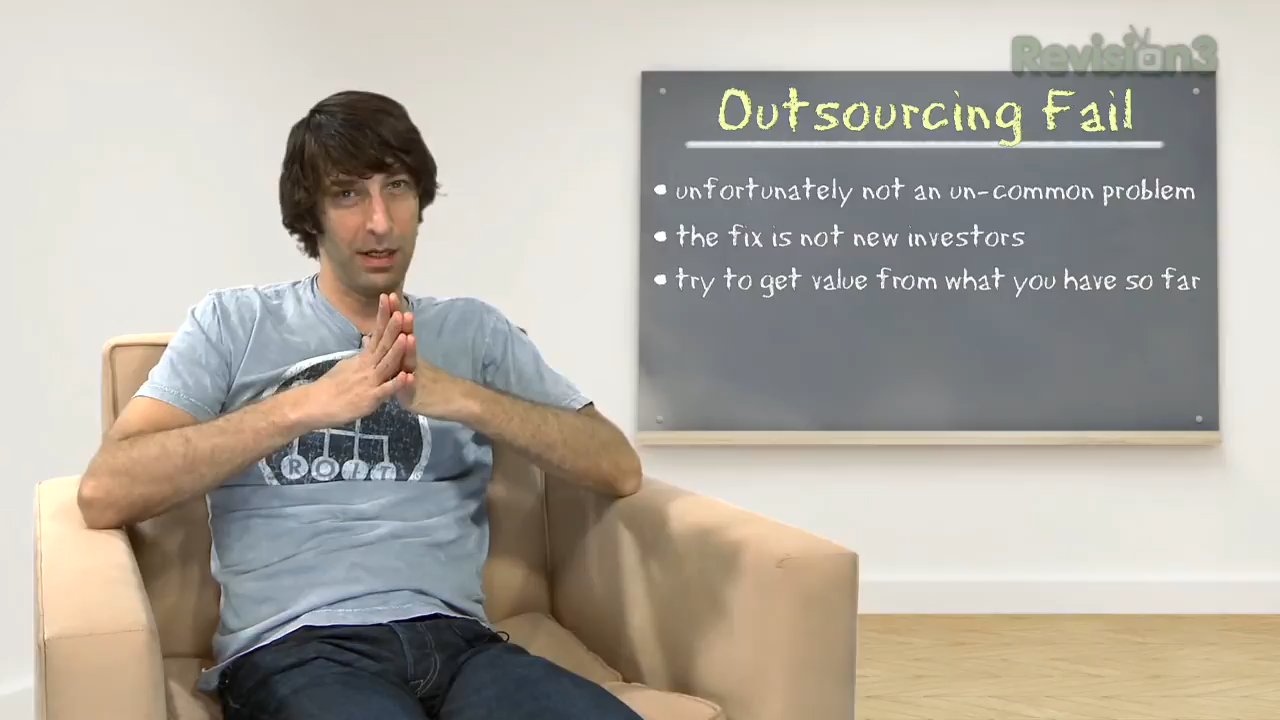 Revision3
Outsourcing Fail
• unfortunately not an un-common problem
• the fix is not new investors
• try to get value from what you have so far
ROLT